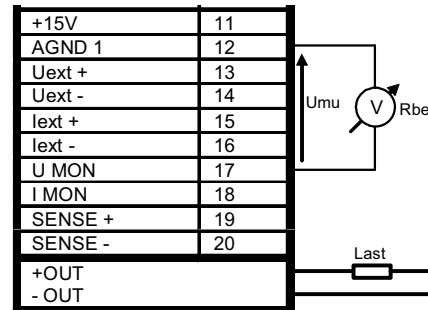 +15V 11
AGND 1 12
Uext + 13
Uext - 14
Iext + 15
Iext - 16
U MON 17
I MON 18
SENSE + 19
SENSE - 20
+OUT
- OUT
Umu
V
Rbe
Last